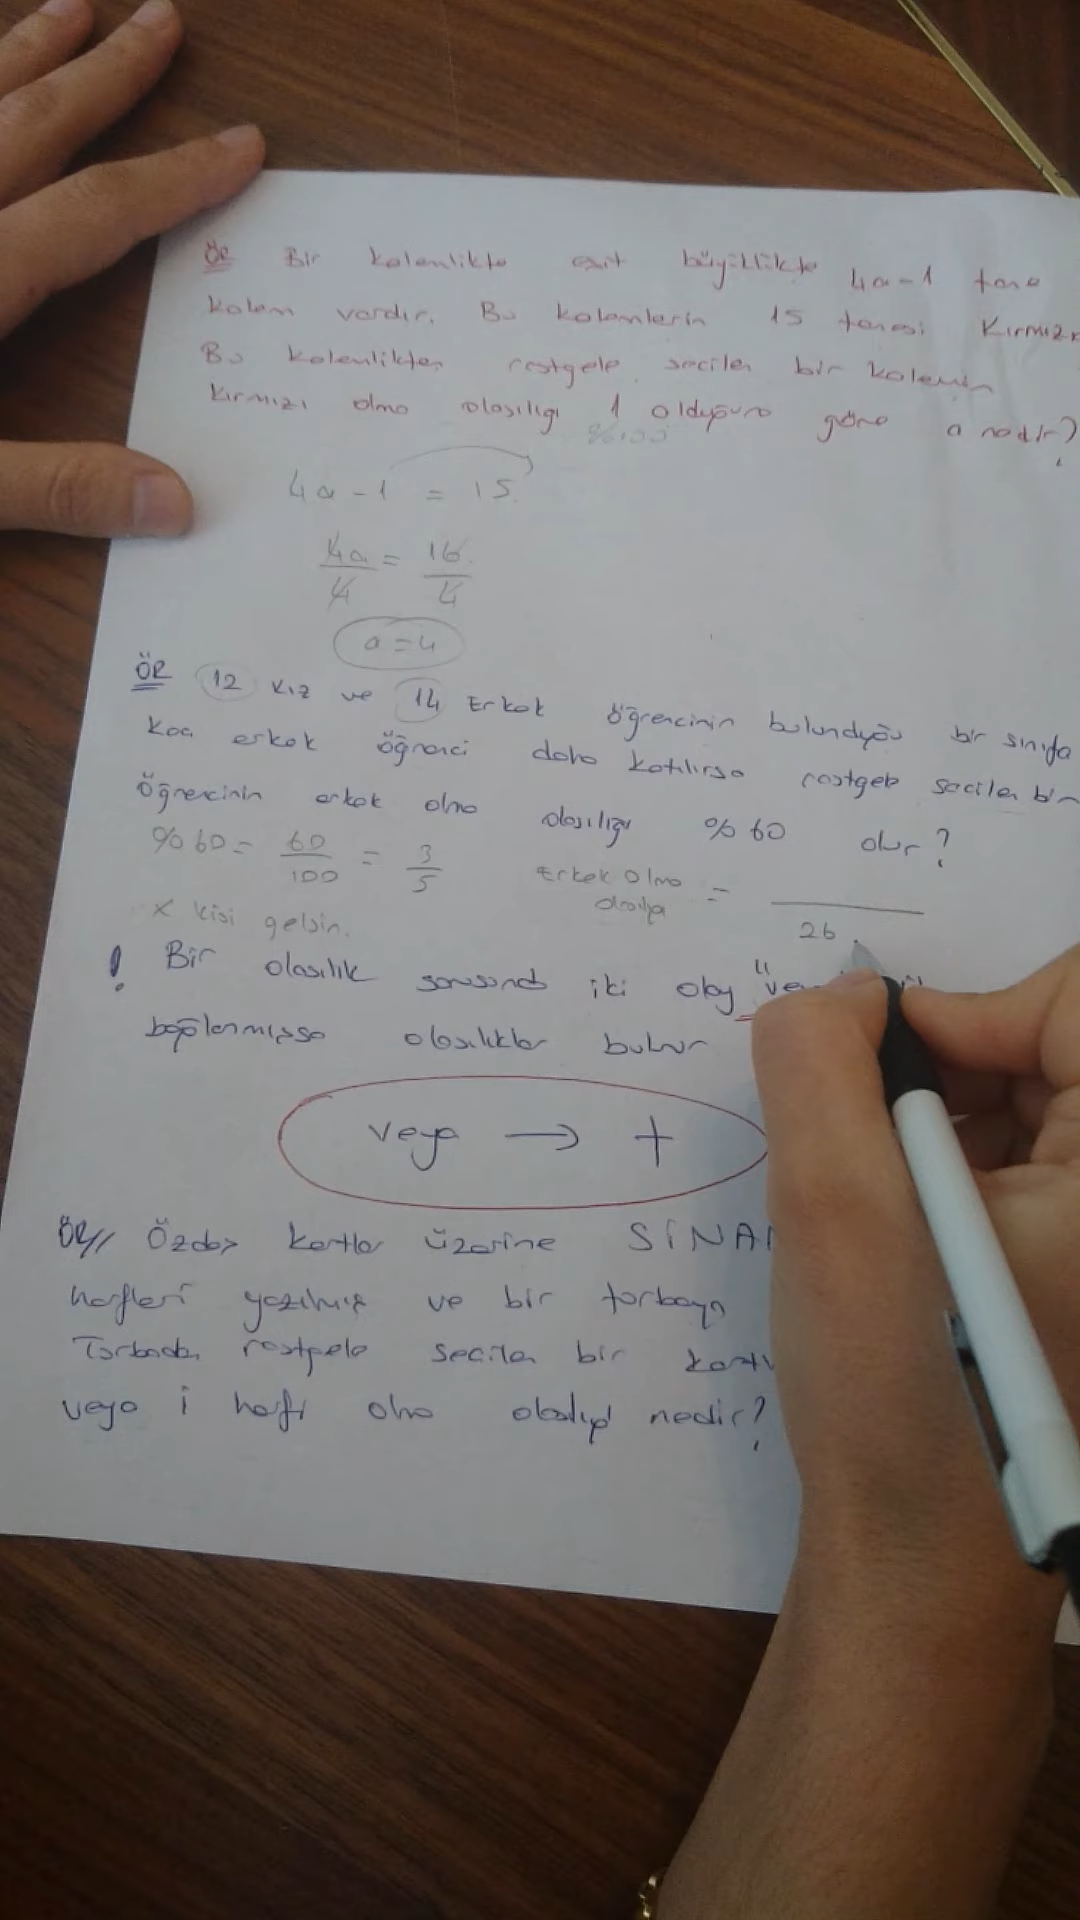 ÖR Bir kalemlikte eşit büyüklükte 4a-1 tane
kalem vardır. Bu kalemlerin 15 tanesi Kırmızı
Bu kalemlikten rastgele seçilen bir kalemin
kırmızı olma olasılığı 1 olduğuna göre a nedir?
%100
4a-1 = 15
4a/4 = 16/4
a=4
ÖR 12 Kız ve 14 Erkek öğrencinin bulunduğu bir sınıfa
Kaç erkek öğrenci daha katılırsa rastgele seçilen bir
öğrencinin erkek olma olasılığı %60 olur?
%60 = 60/100 = 3/5
Erkek Olma =
26
x kişi gelsin.
! Bir olasılık sorusunda iki olay "
bağlanmışsa olasılıklar bulunur
veya → +
ÖR// Özdeş kartlar üzerine
harfleri yazılmış ve bir torbaya
Torbadan rastgele seçilen bir
veya i harfi olma olasılığı nedir?